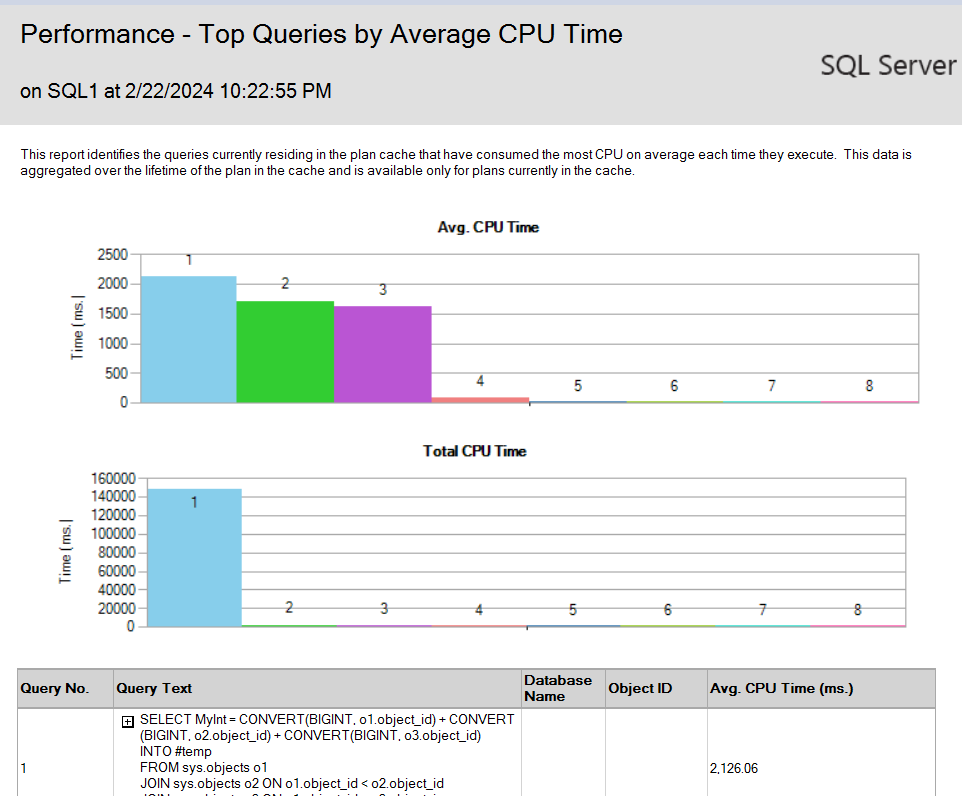 Performance - Top Queries by Average CPU Time
SQL Server
on SQL1 at 2/22/2024 10:22:55 PM
This report identifies the queries currently residing in the plan cache that have consumed the most CPU on average each time they execute. This data is
aggregated over the lifetime of the plan in the cache and is available only for plans currently in the cache.
Avg. CPU Time
Time (ms.)
2500
2000
1500
1000
500
0
1
2
3
4
5
6
7
8
Total CPU Time
Time (ms.)
160000
140000
120000
100000
80000
60000
40000
20000
0
1
2
3
4
5
6
7
8
Query No.
Query Text
Database
Name
Object ID
Avg. CPU Time (ms.)
1
SELECT MyInt = CONVERT(BIGINT, o1.object_id) + CONVERT
(BIGINT, o2.object_id) + CONVERT(BIGINT, o3.object_id)
INTO #temp
FROM sys.objects o1
JOIN sys.objects o2 ON o1.object_id < o2.object_id
2,126.06